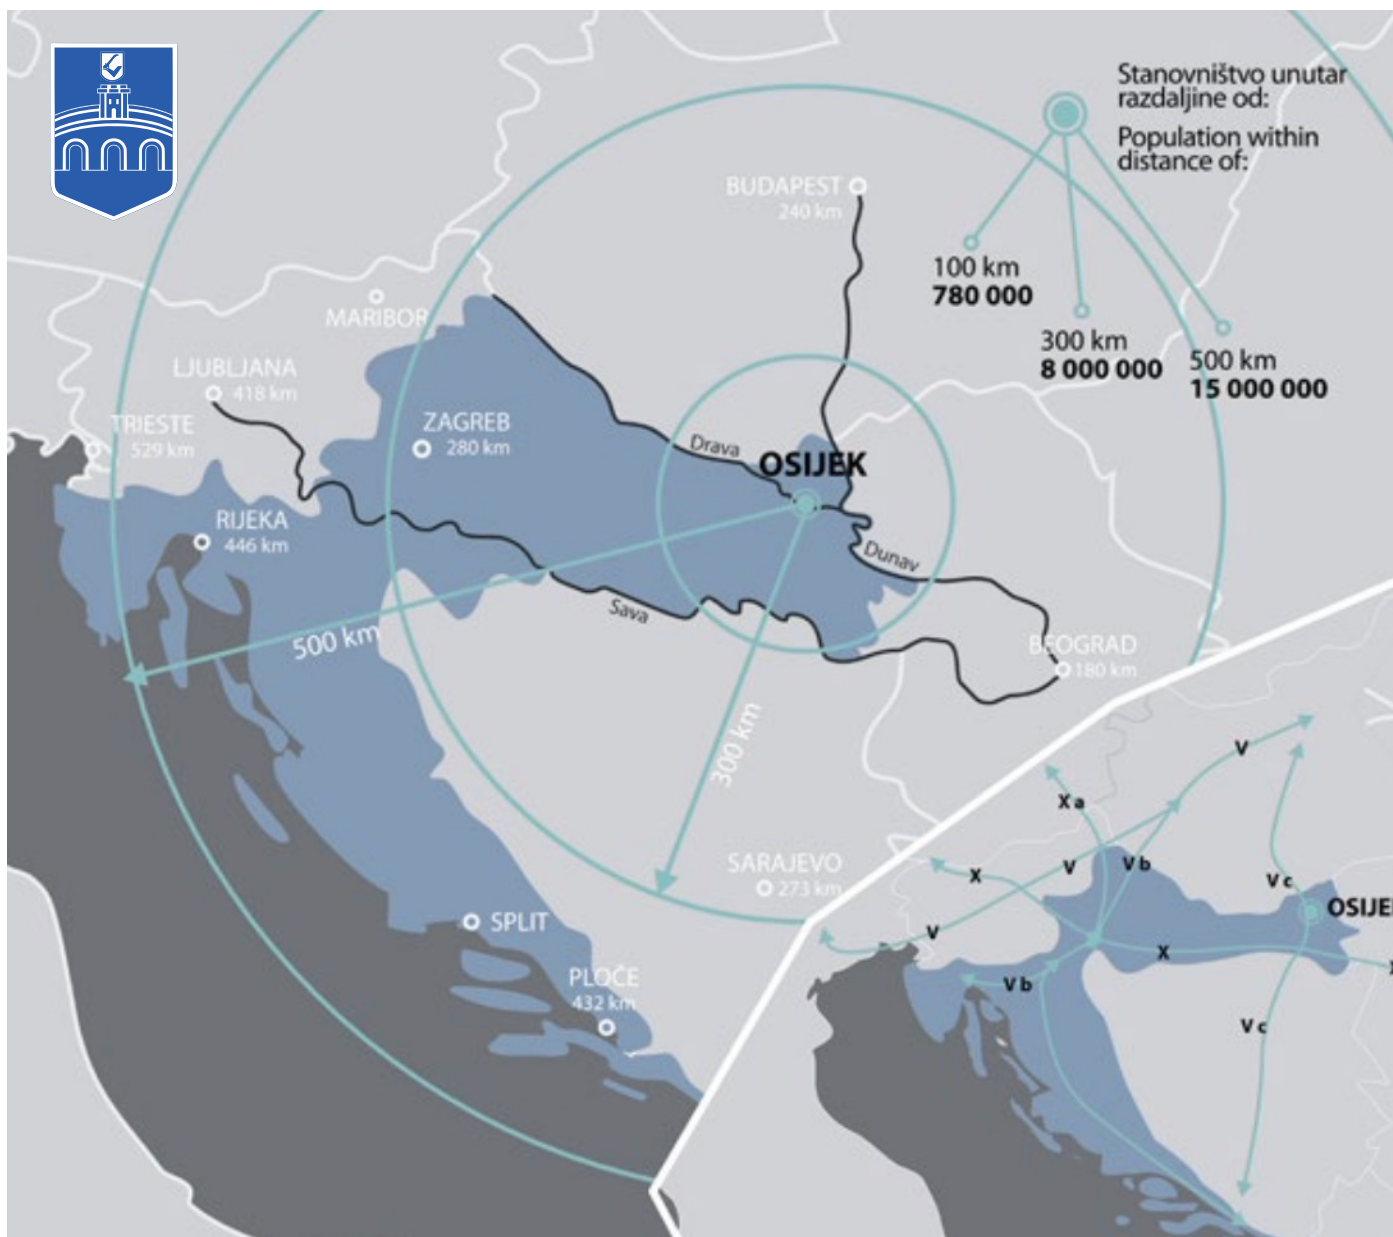 Stanovništvo unutar
razdaljine od:
Population within
distance of:
100 km
780 000
300 km
8 000 000
500 km
15 000 000
BUDAPEST
240 km
MARIBOR
LJUBLJANA
418 km
TRIESTE
529 km
ZAGREB
280 km
Drava
OSIJEK
RIJEKA
446 km
Dunav
Sava
500 km
BEOGRAD
180 km
300 km
SARAJEVO
273 km
SPLIT
PLOČE
432 km
V
X a
V
V b
X
V c
OSIJEK
V
X
V b
V c